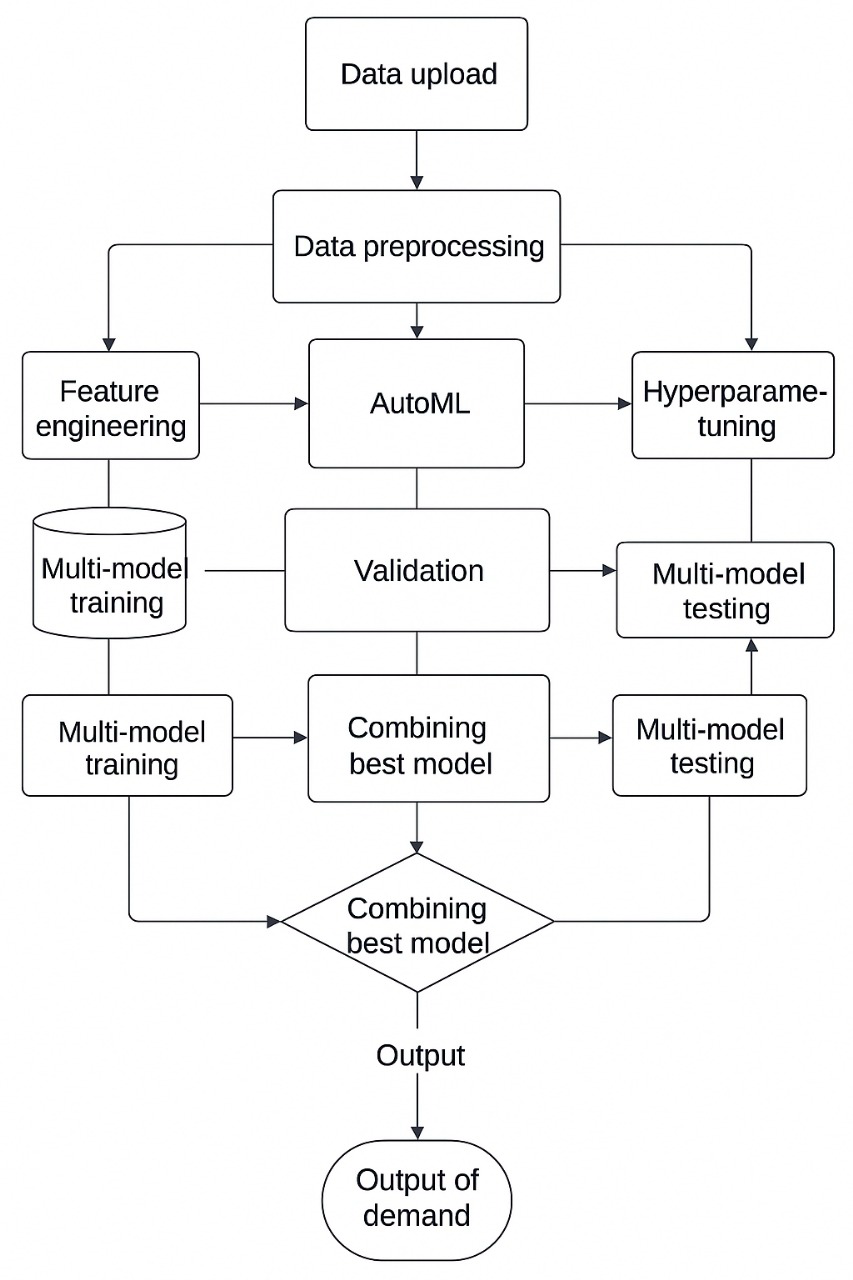 Data upload
Data preprocessing
Feature
engineering
AutoML
Hyperparame-
tuning
Multi-model
training
Validation
Multi-model
testing
Multi-model
training
Combining
best model
Multi-model
testing
Combining
best model
Output
Output of
demand